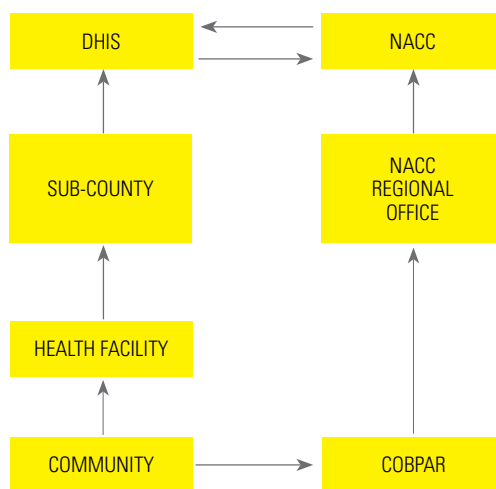 DHIS
NACC
SUB-COUNTY
NACC
REGIONAL
OFFICE
HEALTH FACILITY
COMMUNITY
COBPAR